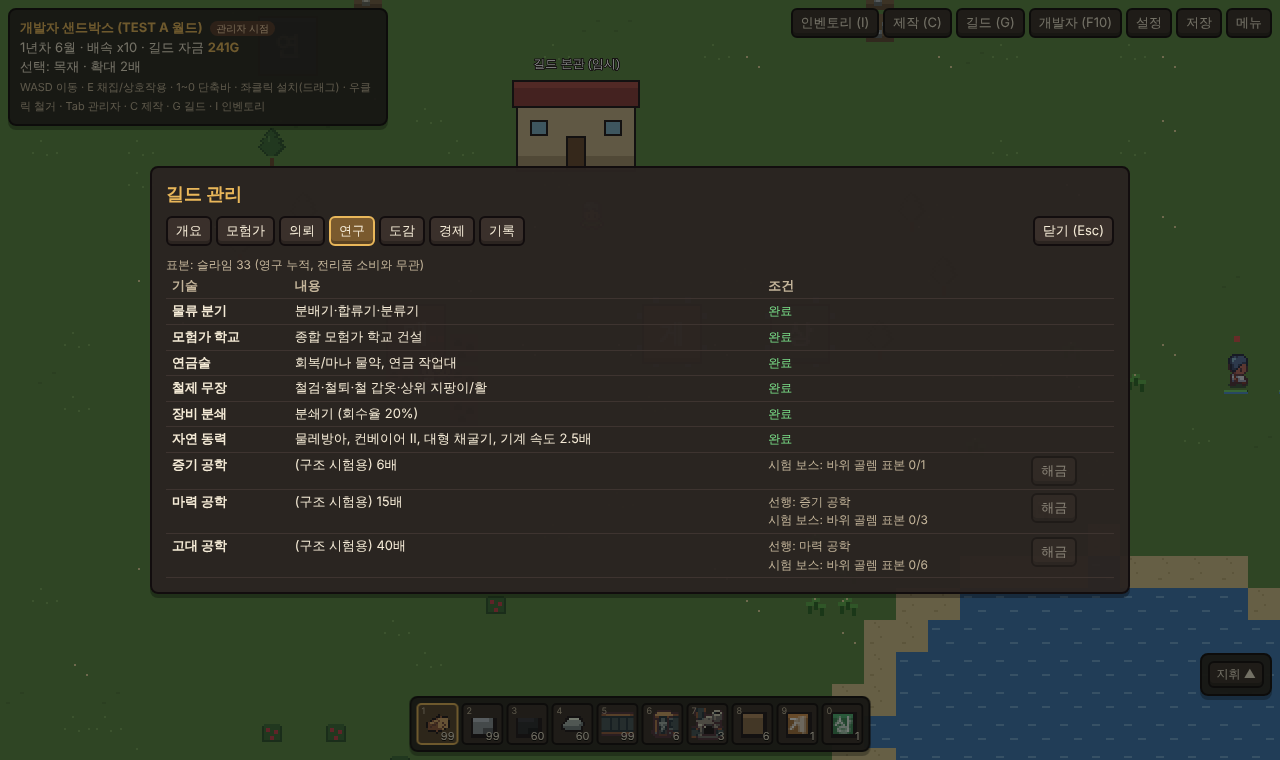 개발자 샌드박스 (TEST A 월드) 관리자 시점
1년차 6월 · 배속 x10 · 길드 자금 241G
선택: 목재 · 확대 2배
WASD 이동 · E 채집/상호작용 · 1~0 단축바 · 좌클릭 설치(드래그) · 우클
릭 철거 · Tab 관리자 · C 제작 · G 길드 · I 인벤토리
인벤토리 (I) 제작 (C) 길드 (G) 개발자 (F10) 설정 저장 메뉴
길드 본관 (임시)
길드 관리
개요 모험가 의뢰 연구 도감 경제 기록 닫기 (Esc)
표본: 슬라임 33 (연구 누적, 전리품 소비와 무관)
기술 내용 조건
물류 분기 분배기·합류기·분류기 완료
모험가 학교 종합 모험가 학교 건설 완료
연금술 회복/마나 물약, 연금 작업대 완료
철제 무장 철검·철퇴·철 갑옷·상위 지팡이/활 완료
장비 분쇄 분쇄기 (회수율 20%) 완료
자연 동력 물레방아, 컨베이어 II, 대형 채굴기, 기계 속도 2.5배 완료
증기 공학 (구조 시험용) 6배 시험 보스: 바위 골렘 표본 0/1 해금
마력 공학 (구조 시험용) 15배 선행: 증기 공학 해금
시험 보스: 바위 골렘 표본 0/3
고대 공학 (구조 시험용) 40배 선행: 마력 공학 해금
시험 보스: 바위 골렘 표본 0/6
지휘 ▲
1 2 3 4 5 6 7 8 9 0
계 상
99 99 60 60 99 6 3 6 1 1